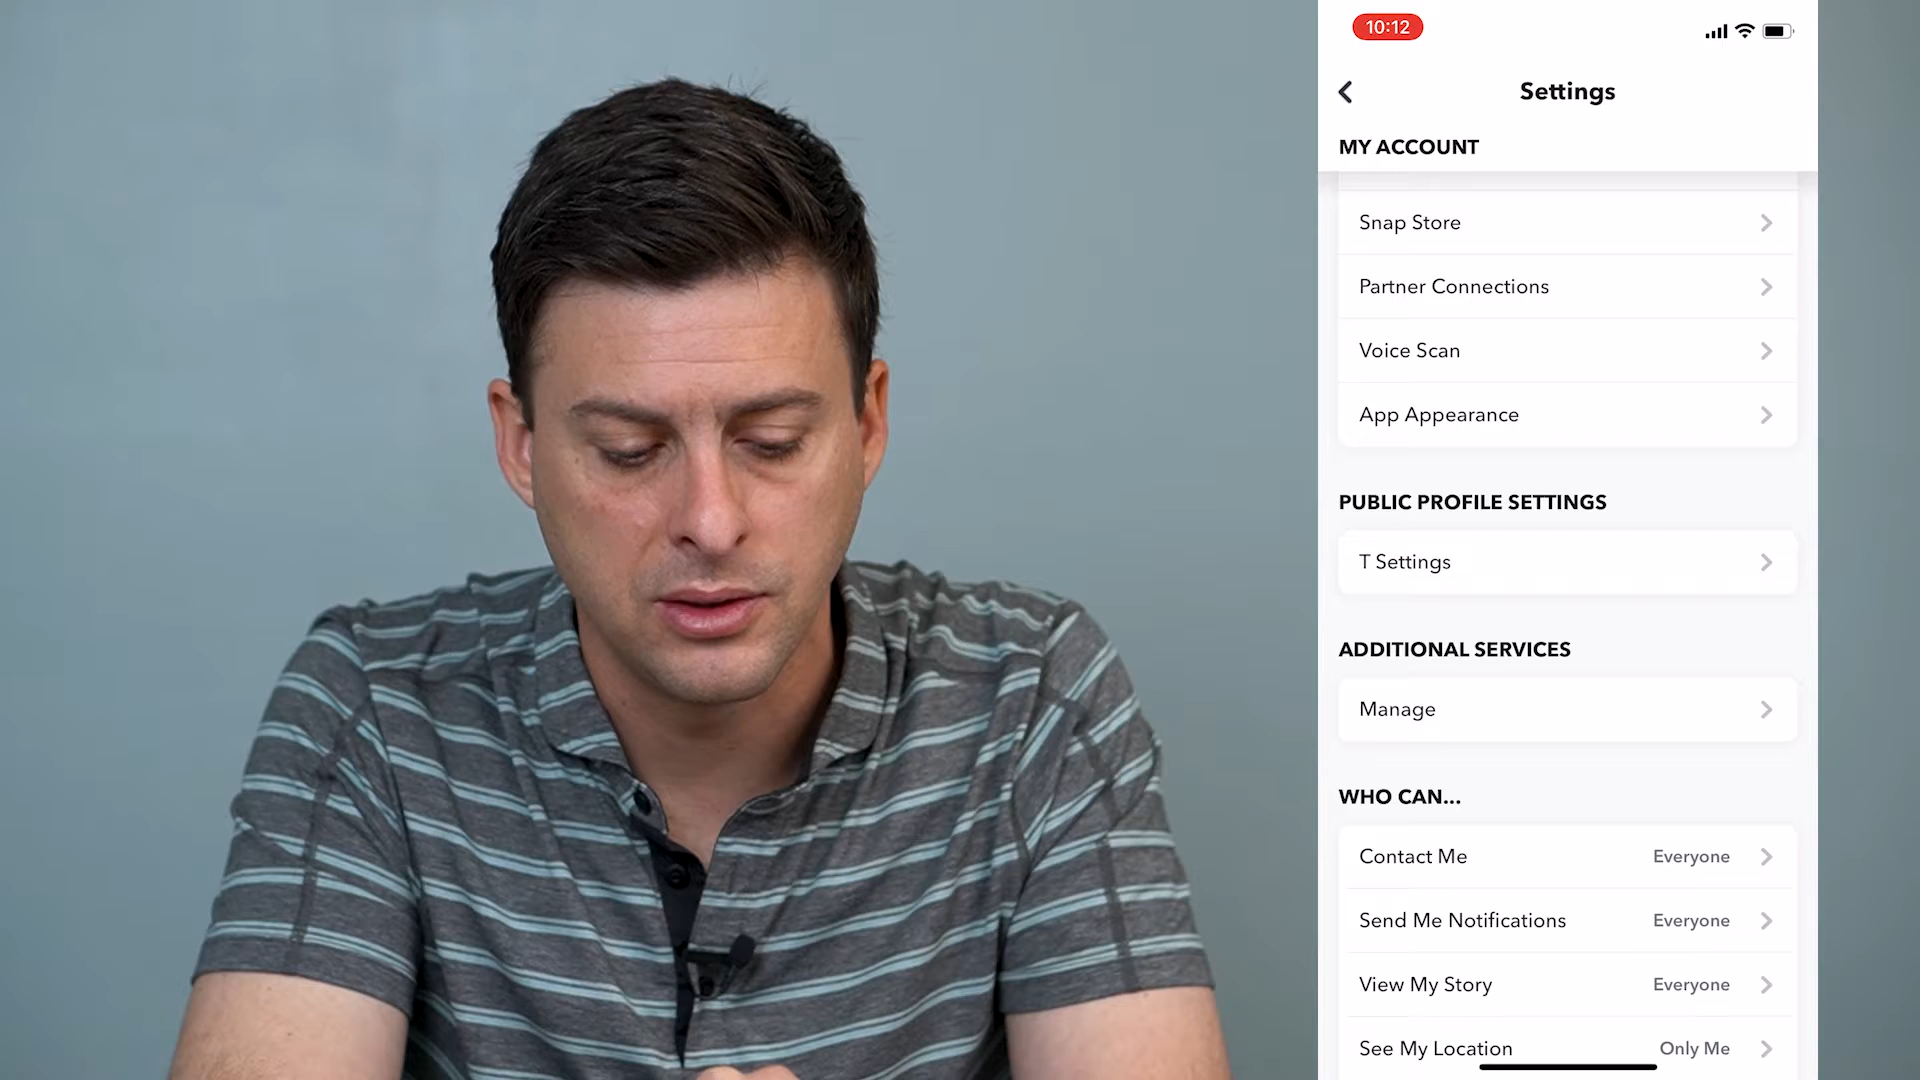 10:12
Settings
MY ACCOUNT
Snap Store
Partner Connections
Voice Scan
App Appearance
PUBLIC PROFILE SETTINGS
T Settings
ADDITIONAL SERVICES
Manage
WHO CAN...
Contact Me Everyone
Send Me Notifications Everyone
View My Story Everyone
See My Location Only Me